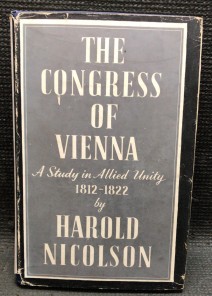 THE
CONGRESS
OF
VIENNA
A Study in Allied Unity
1812-1822
by
HAROLD
NICOLSON